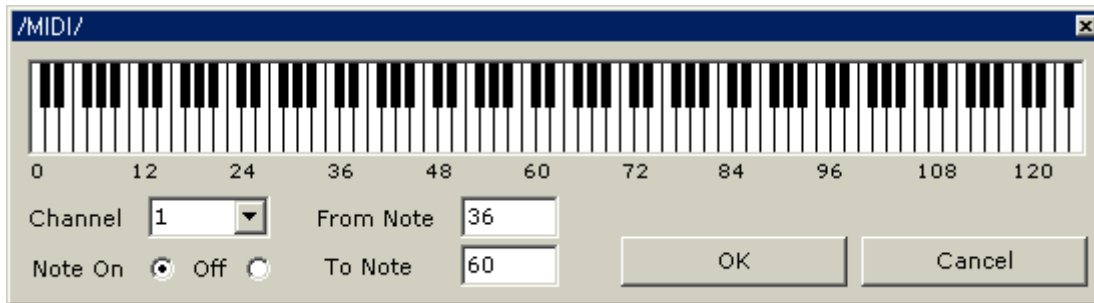 /MIDI/
0 12 24 36 48 60 72 84 96 108 120
Channel 1 From Note 36
Note On Off To Note 60 OK Cancel